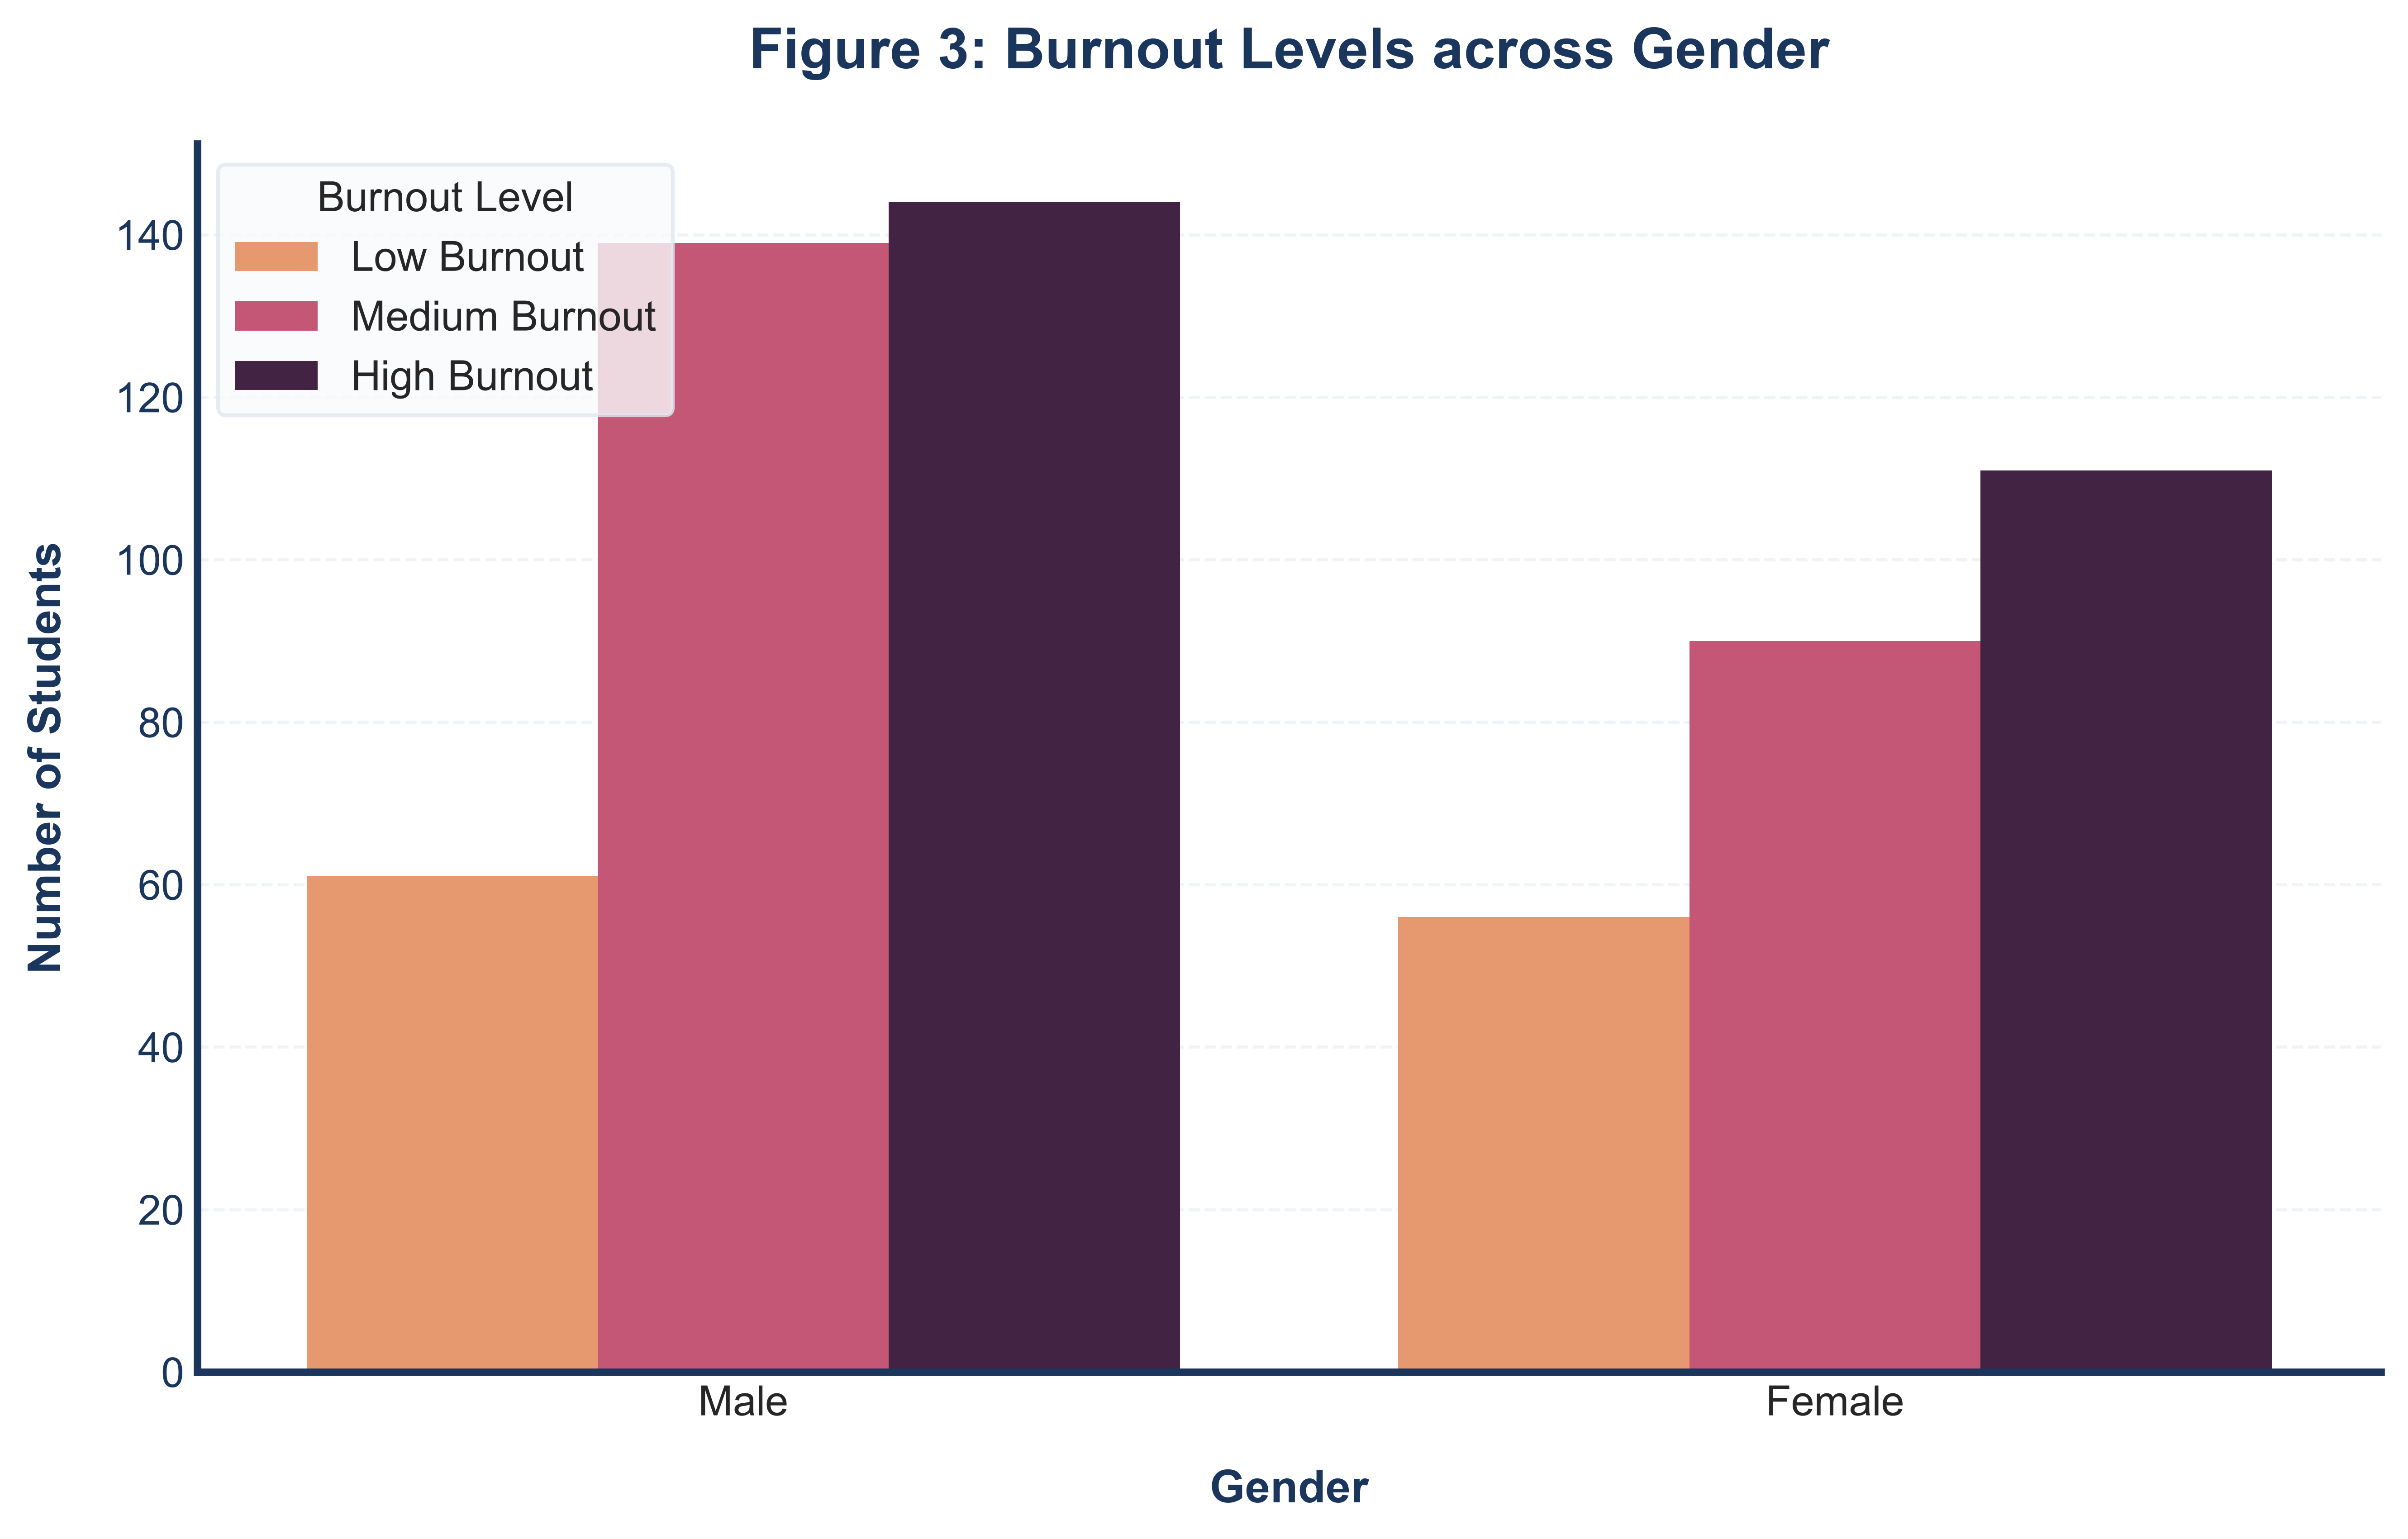 Figure 3: Burnout Levels across Gender
Burnout Level
Low Burnout
Medium Burnout
High Burnout
Number of Students
140
120
100
80
60
40
20
0
Male
Female
Gender